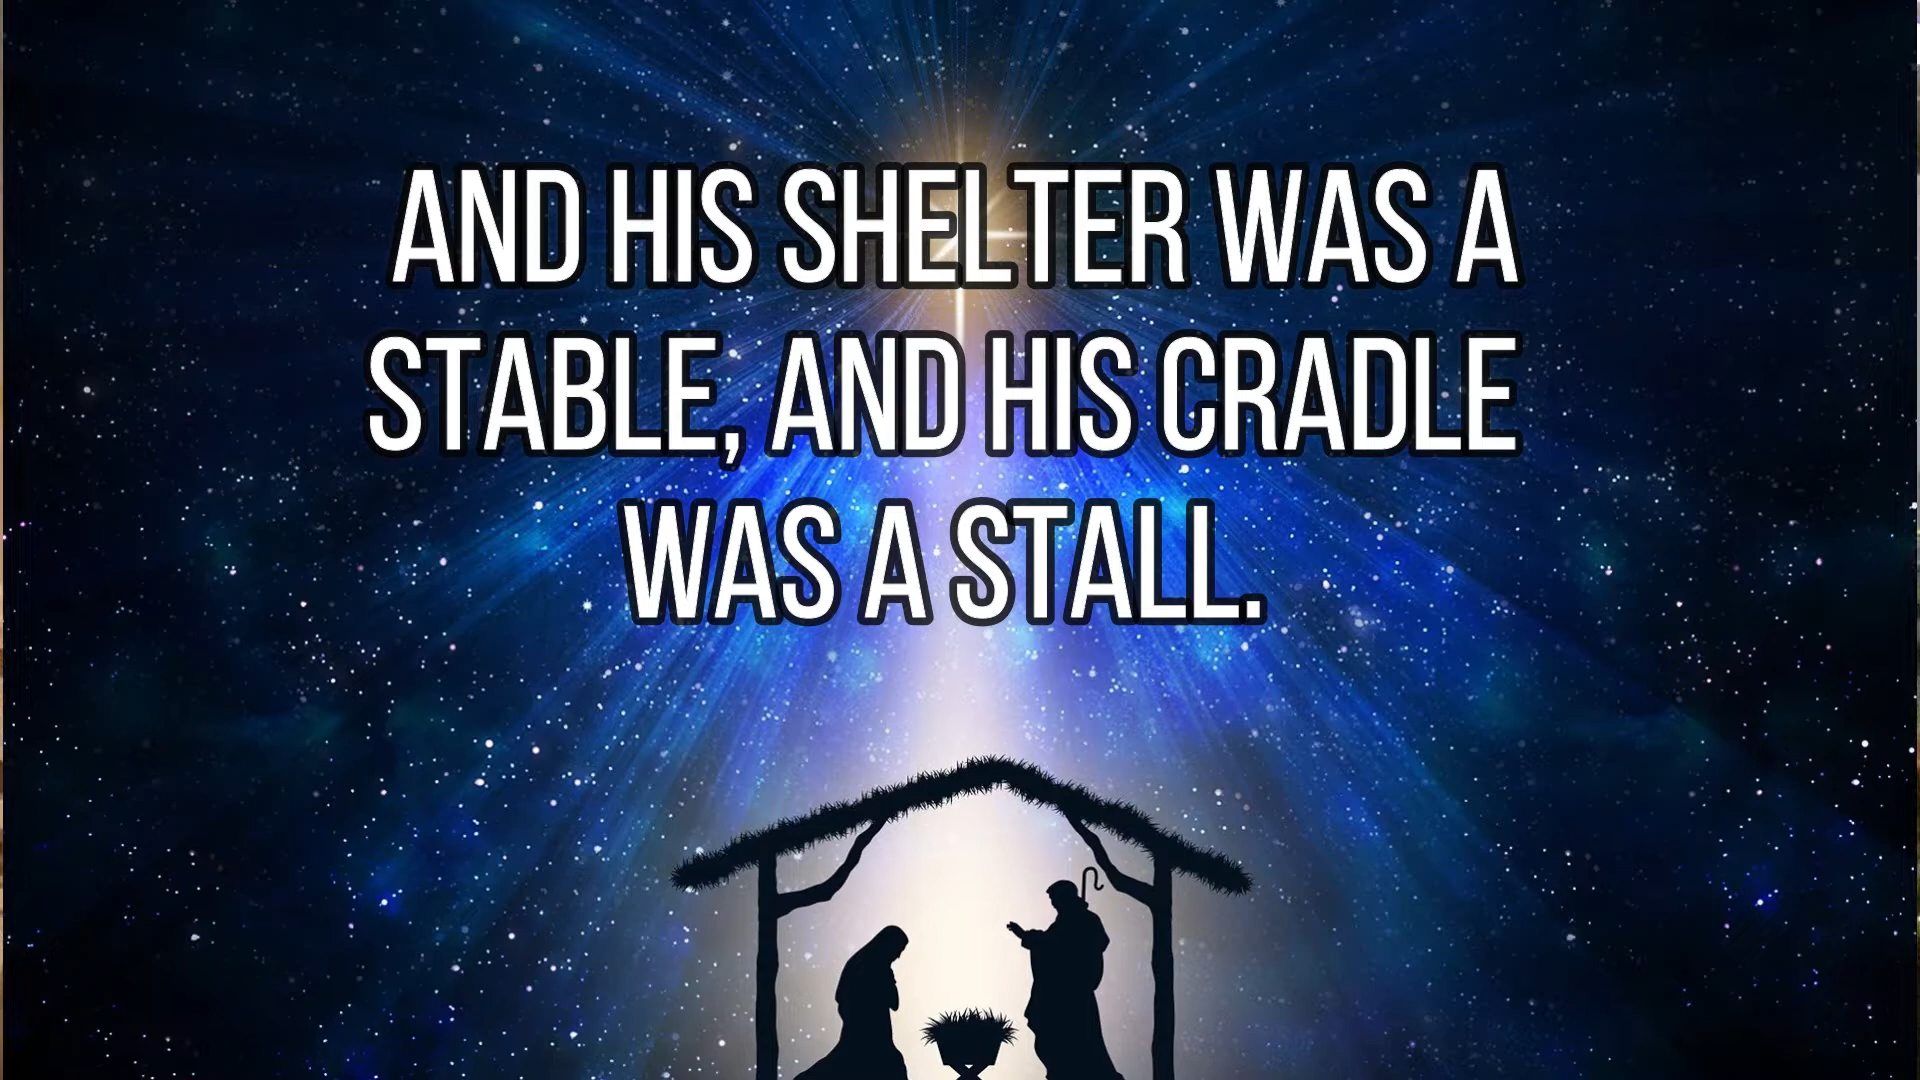 AND HIS SHELTER WAS A
STABLE, AND HIS CRADLE
WAS A STALL.